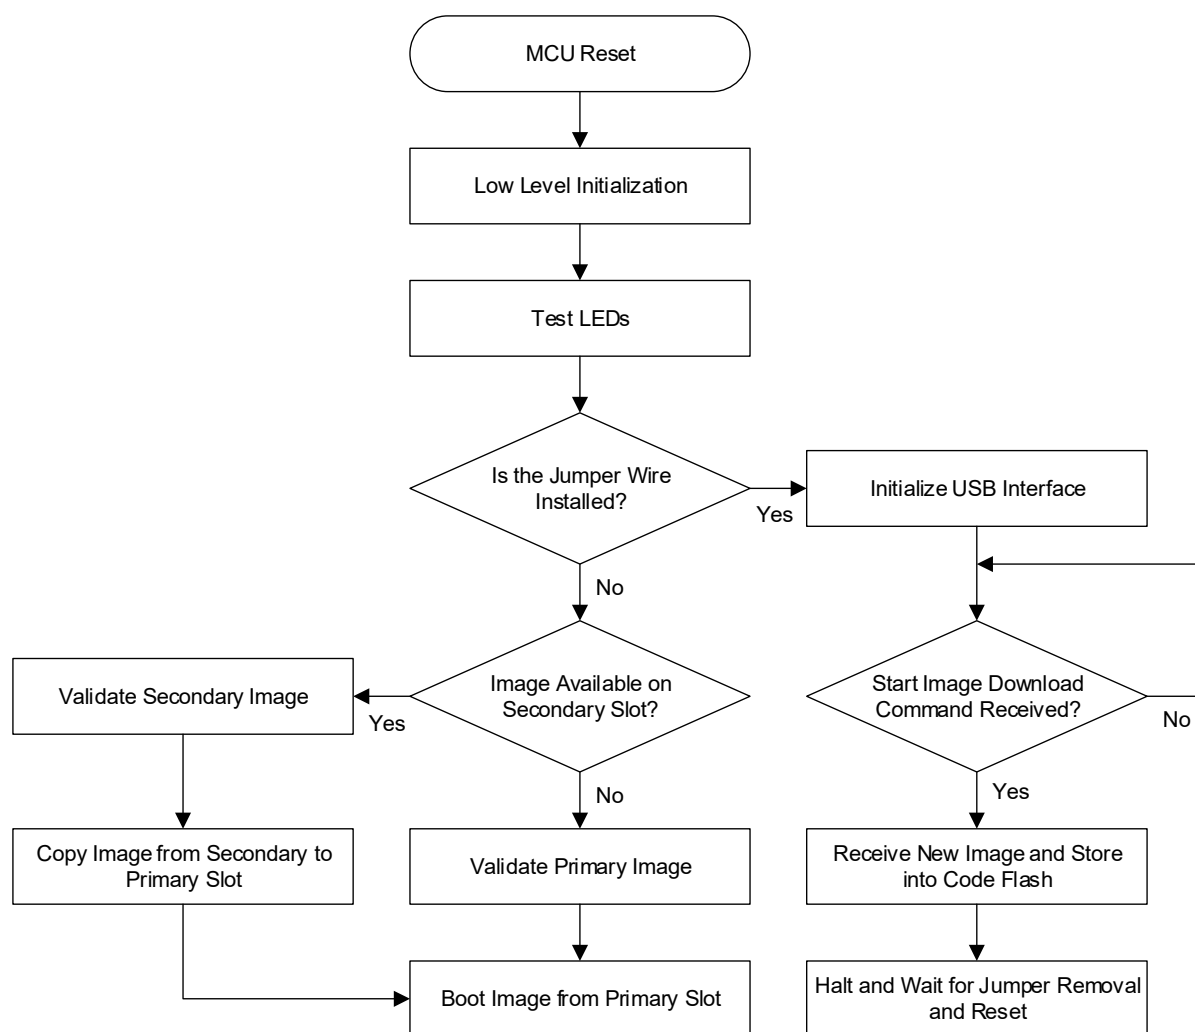 MCU Reset
Low Level Initialization
Test LEDs
Is the Jumper Wire
Installed?
Yes
Initialize USB Interface
No
Validate Secondary Image
Yes
Image Available on
Secondary Slot?
Start Image Download
Command Received?
No
No
Yes
Copy Image from Secondary to
Primary Slot
Validate Primary Image
Receive New Image and Store
into Code Flash
Boot Image from Primary Slot
Halt and Wait for Jumper Removal
and Reset